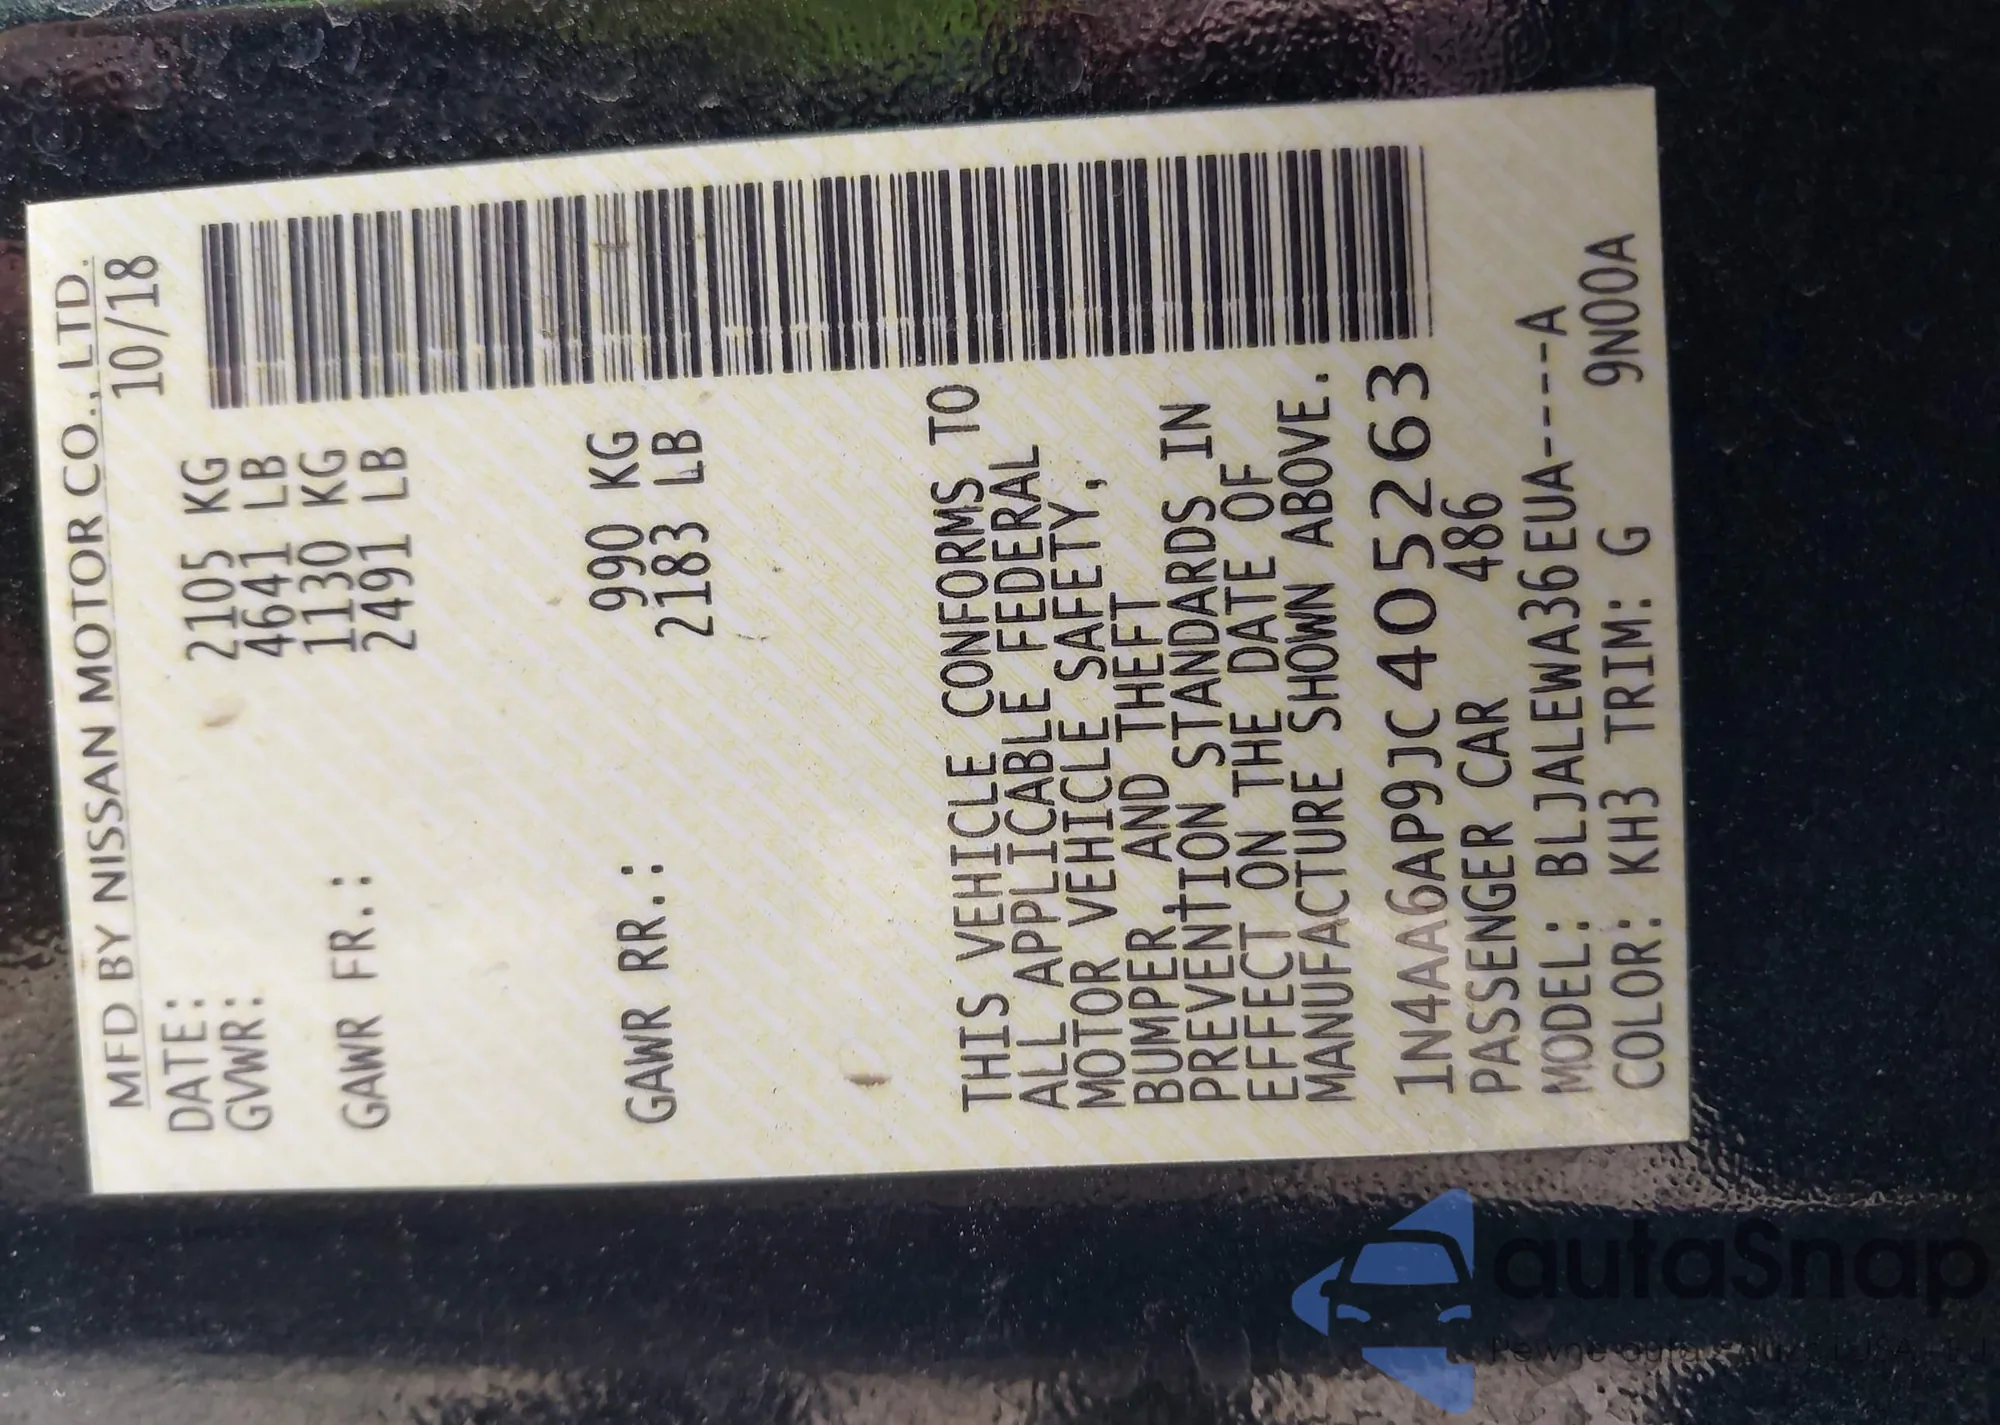 MFD BY NISSAN MOTOR CO., LTD.
DATE: 10/18
GVWR: 2105 KG
4641 LB
GAWR FR.: 1130 KG
2491 LB
GAWR RR.: 990 KG
2183 LB
THIS VEHICLE CONFORMS TO
ALL APPLICABLE FEDERAL
MOTOR VEHICLE SAFETY,
BUMPER AND THEFT
PREVENTION STANDARDS IN
EFFECT ON THE DATE OF
MANUFACTURE SHOWN ABOVE.
1N4AA6AP9JC405263
PASSENGER CAR 486
MODEL: BLJALEWA36EUA----A
COLOR: KH3 TRIM: G 9N00A
autaSnap
Pewne auta